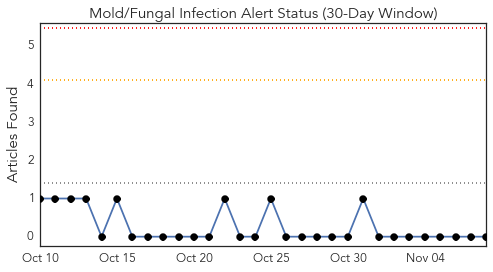 Mold/Fungal Infection Alert Status (30-Day Window)
Articles Found
5
4
3
2
1
0
Oct 10 Oct 15 Oct 20 Oct 25 Oct 30 Nov 04